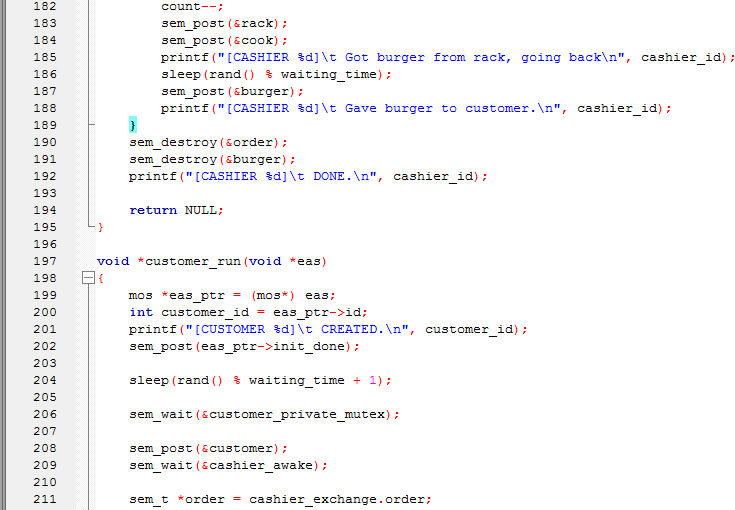 182 count--;
183 sem_post(&rack);
184 sem_post(&cook);
185 printf("[CASHIER %d]\t Got burger from rack, going back\n", cashier_id);
186 sleep(rand() % waiting_time);
187 sem_post(&burger);
188 printf("[CASHIER %d]\t Gave burger to customer.\n", cashier_id);
189 }
190 sem_destroy(&order);
191 sem_destroy(&burger);
192 printf("[CASHIER %d]\t DONE.\n", cashier_id);
193
194 return NULL;
195 }
196
197 void *customer_run(void *eas)
198 {
199 mos *eas_ptr = (mos*) eas;
200 int customer_id = eas_ptr->id;
201 printf("[CUSTOMER %d]\t CREATED.\n", customer_id);
202 sem_post(eas_ptr->init_done);
203
204 sleep(rand() % waiting_time + 1);
205
206 sem_wait(&customer_private_mutex);
207
208 sem_post(&customer);
209 sem_wait(&cashier_awake);
210
211 sem_t *order = cashier_exchange.order;